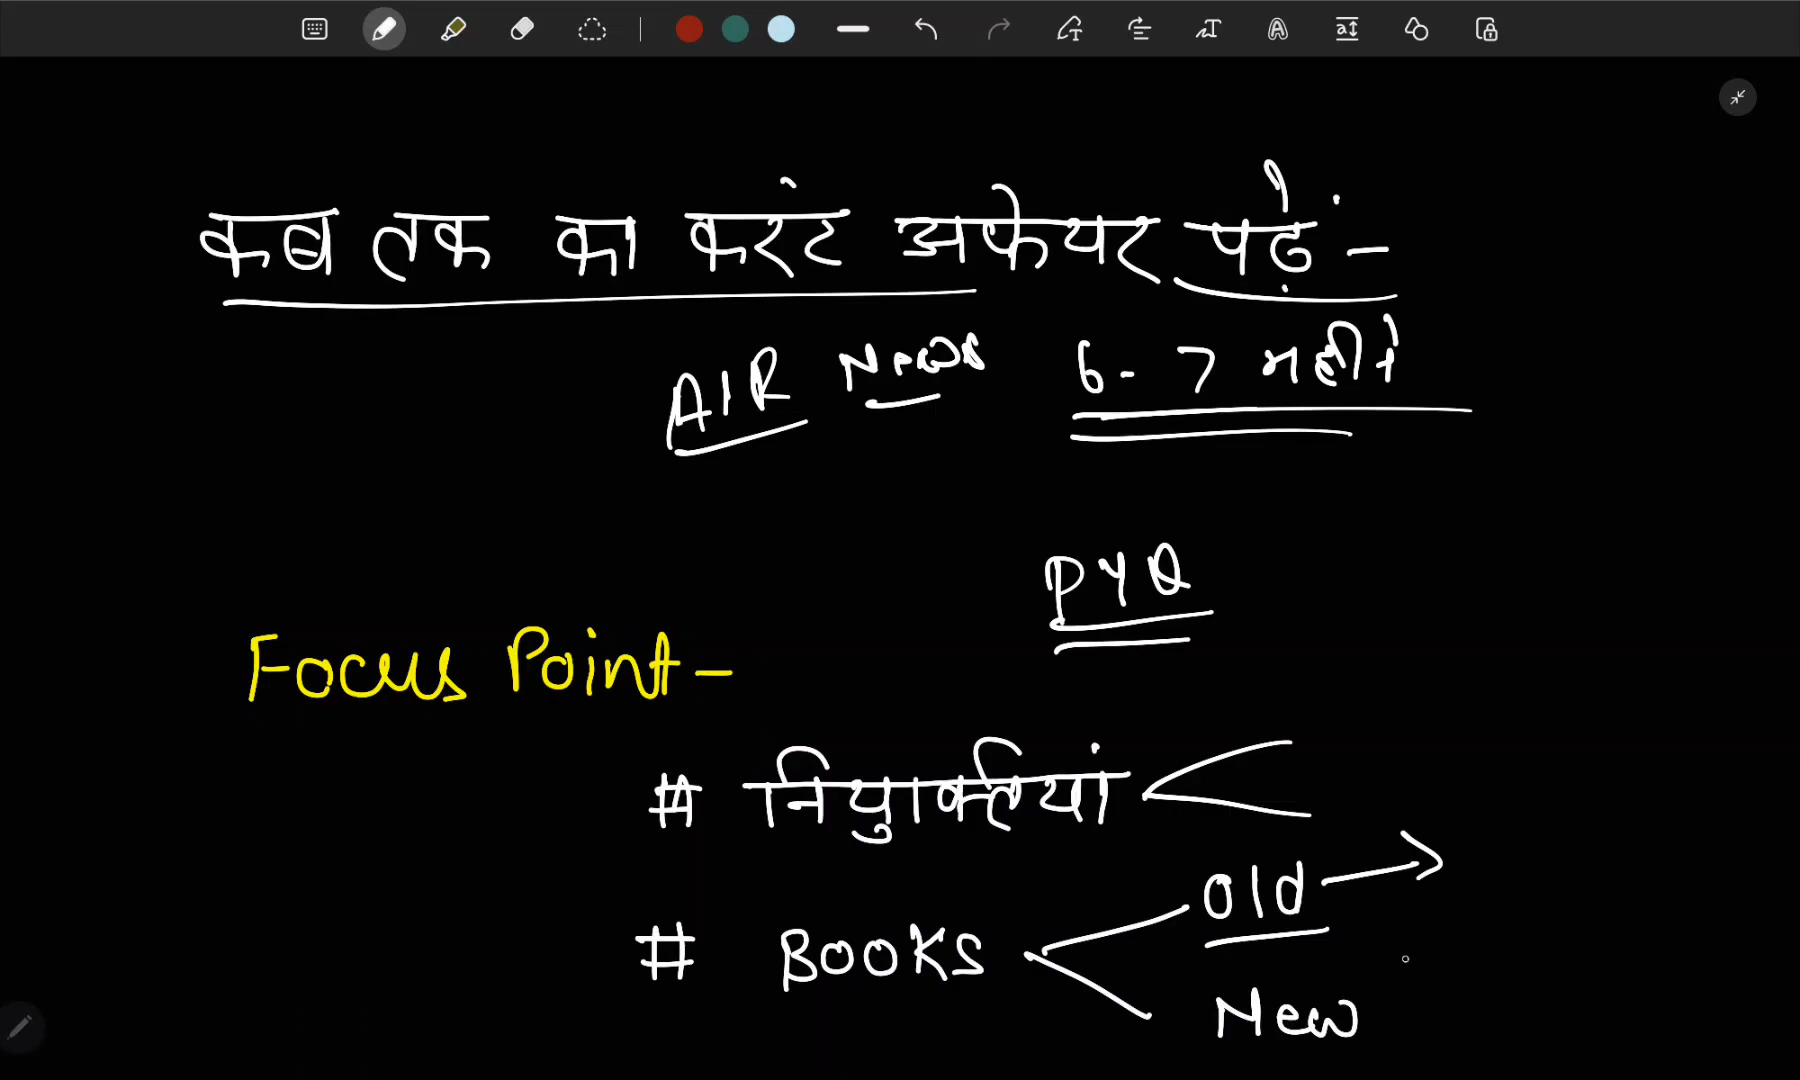 कब तक का करंट अफेयर पढ़ें -
AIR News 6-7 महीने
PYQ
Focus Point -
# नियुक्तियां
# BOOKS
Old
New